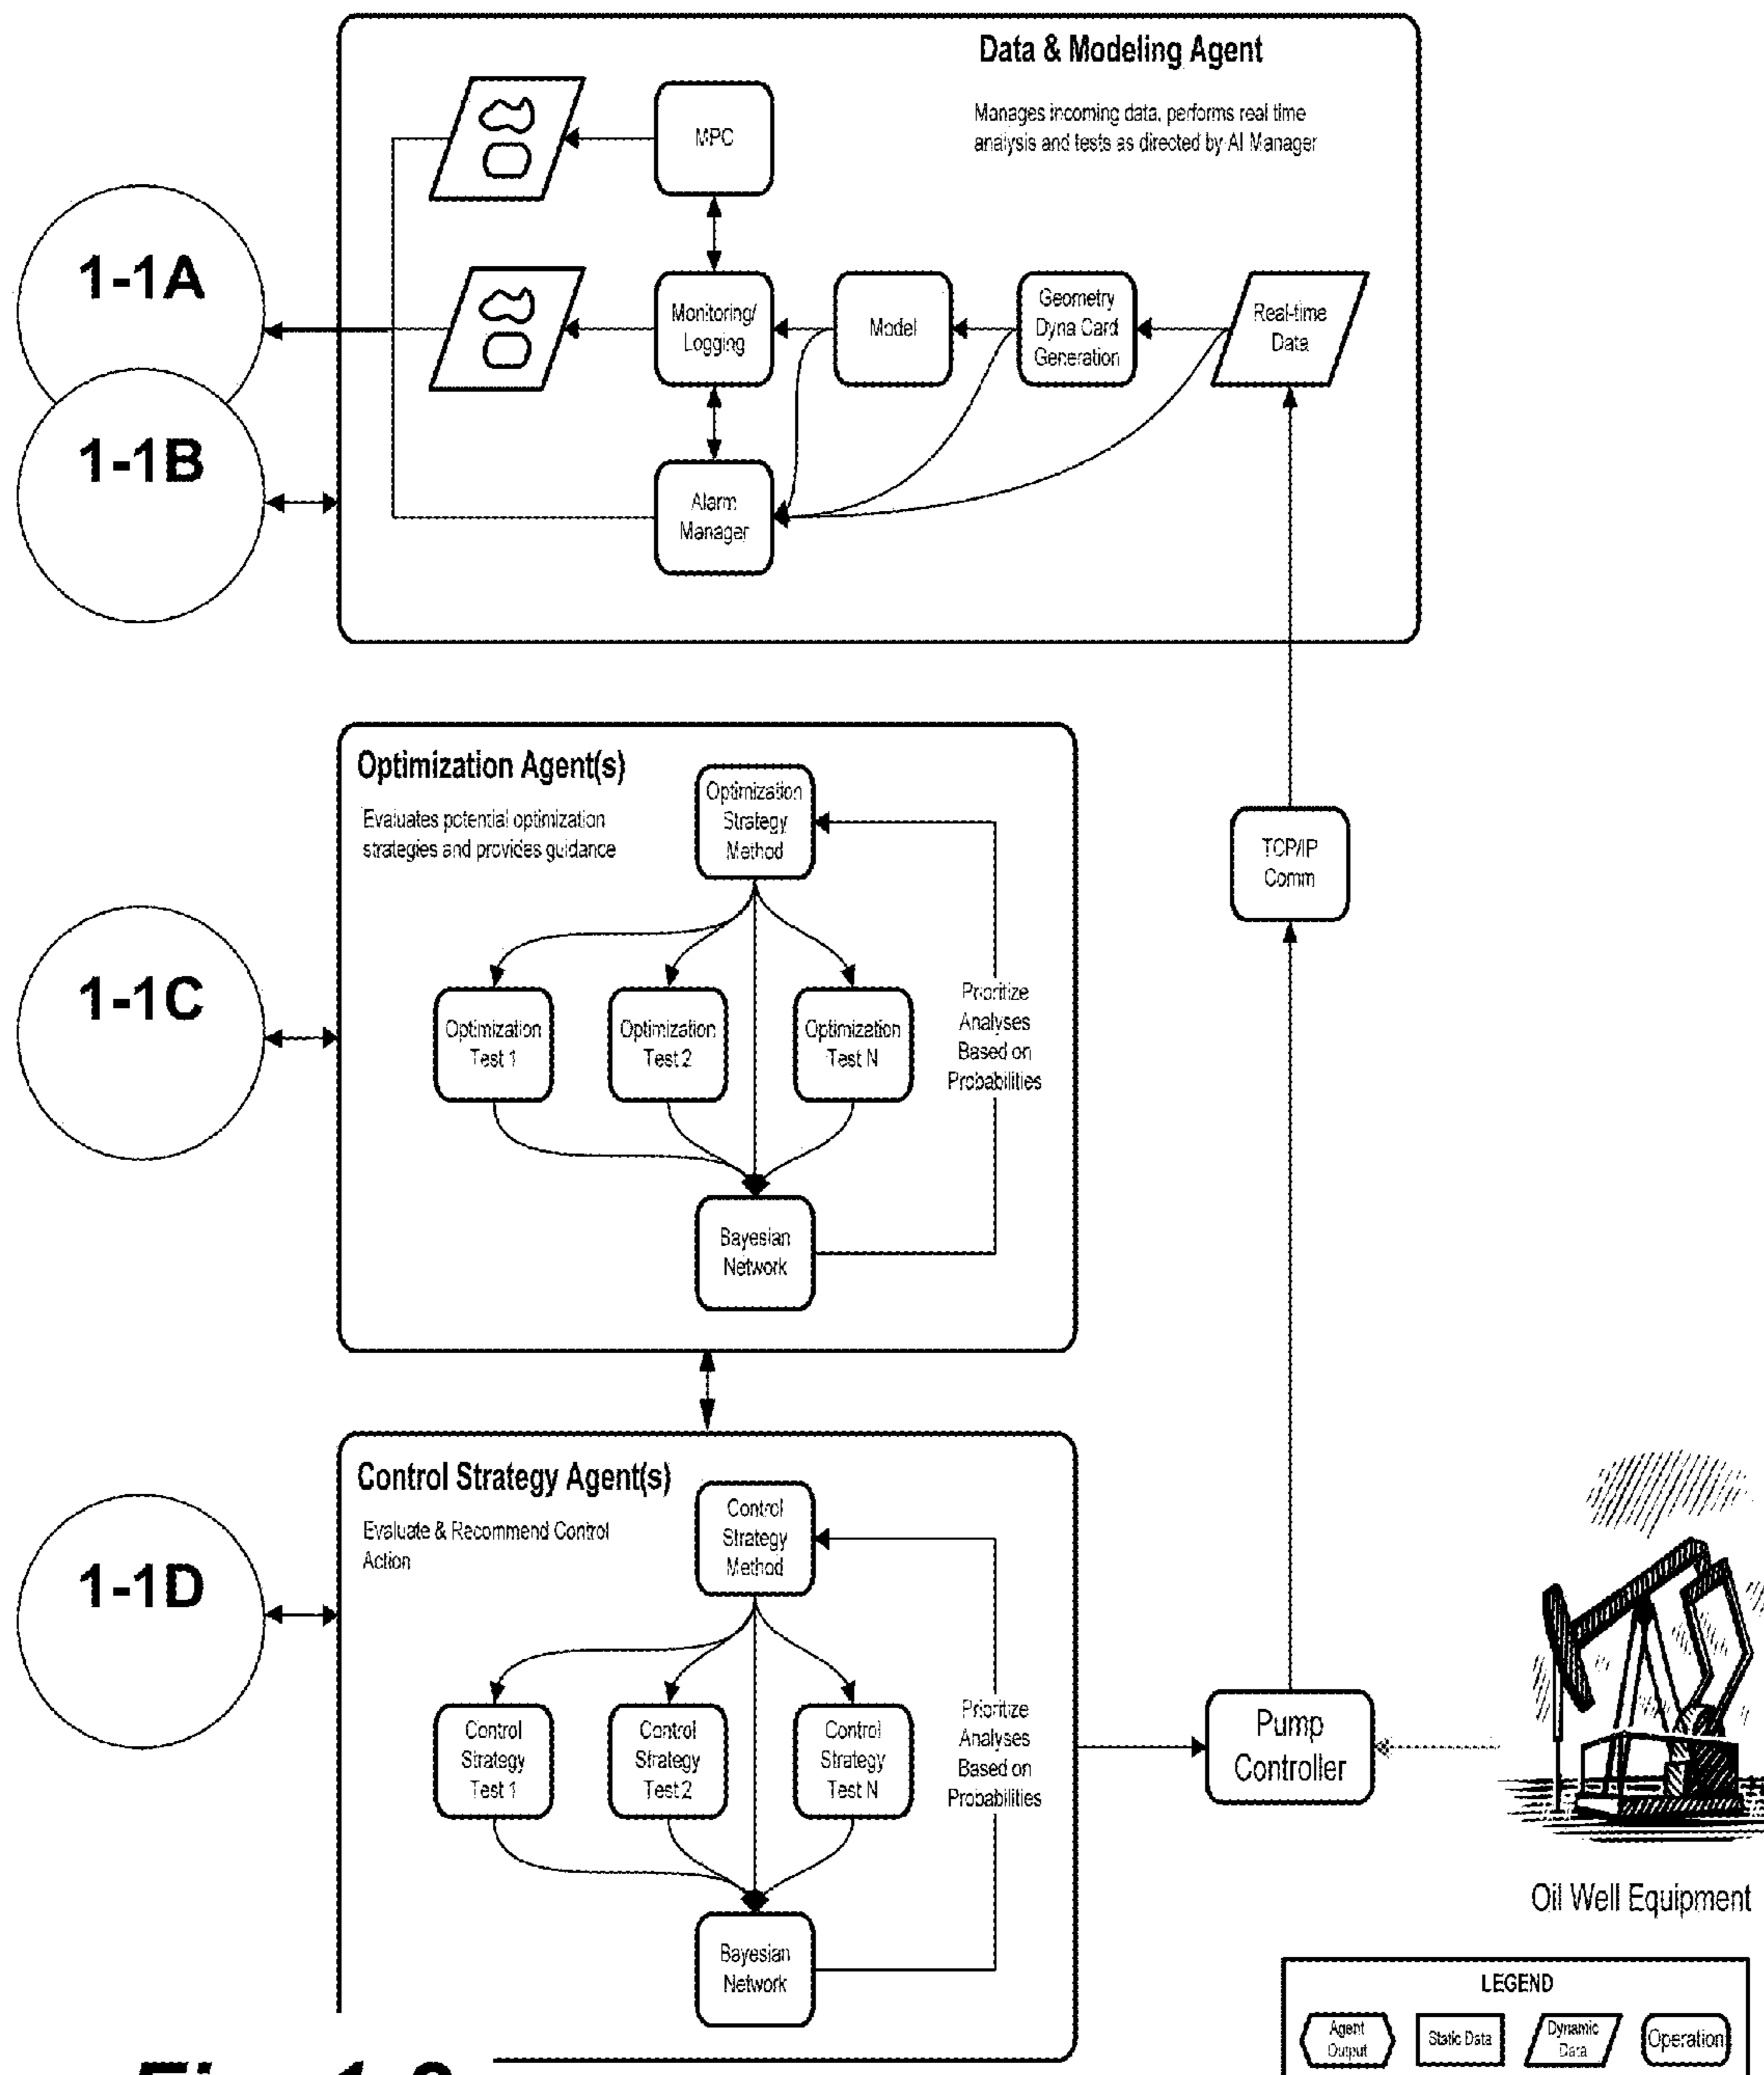 Data & Modeling Agent
Manages incoming data, performs real time
analysis and tests as directed by AI Manager
MPC
1-1A
Monitoring/
Logging
Model
Geometry
Dyna Card
Generation
Real-time
Data
1-1B
Alarm
Manager
Optimization Agent(s)
Evaluates potential optimization
strategies and provides guidance
Optimization
Strategy
Method
TCP/IP
Comm
1-1C
Optimization
Test 1
Optimization
Test 2
Optimization
Test N
Prioritize
Analyses
Based on
Probabilities
Bayesian
Network
Control Strategy Agent(s)
Evaluate & Recommend Control
Action
Control
Strategy
Method
1-1D
Control
Strategy
Test 1
Control
Strategy
Test 2
Control
Strategy
Test N
Prioritize
Analyses
Based on
Probabilities
Pump
Controller
Oil Well Equipment
Bayesian
Network
LEGEND
Agent
Output
Static Data
Dynamic
Data
Operation